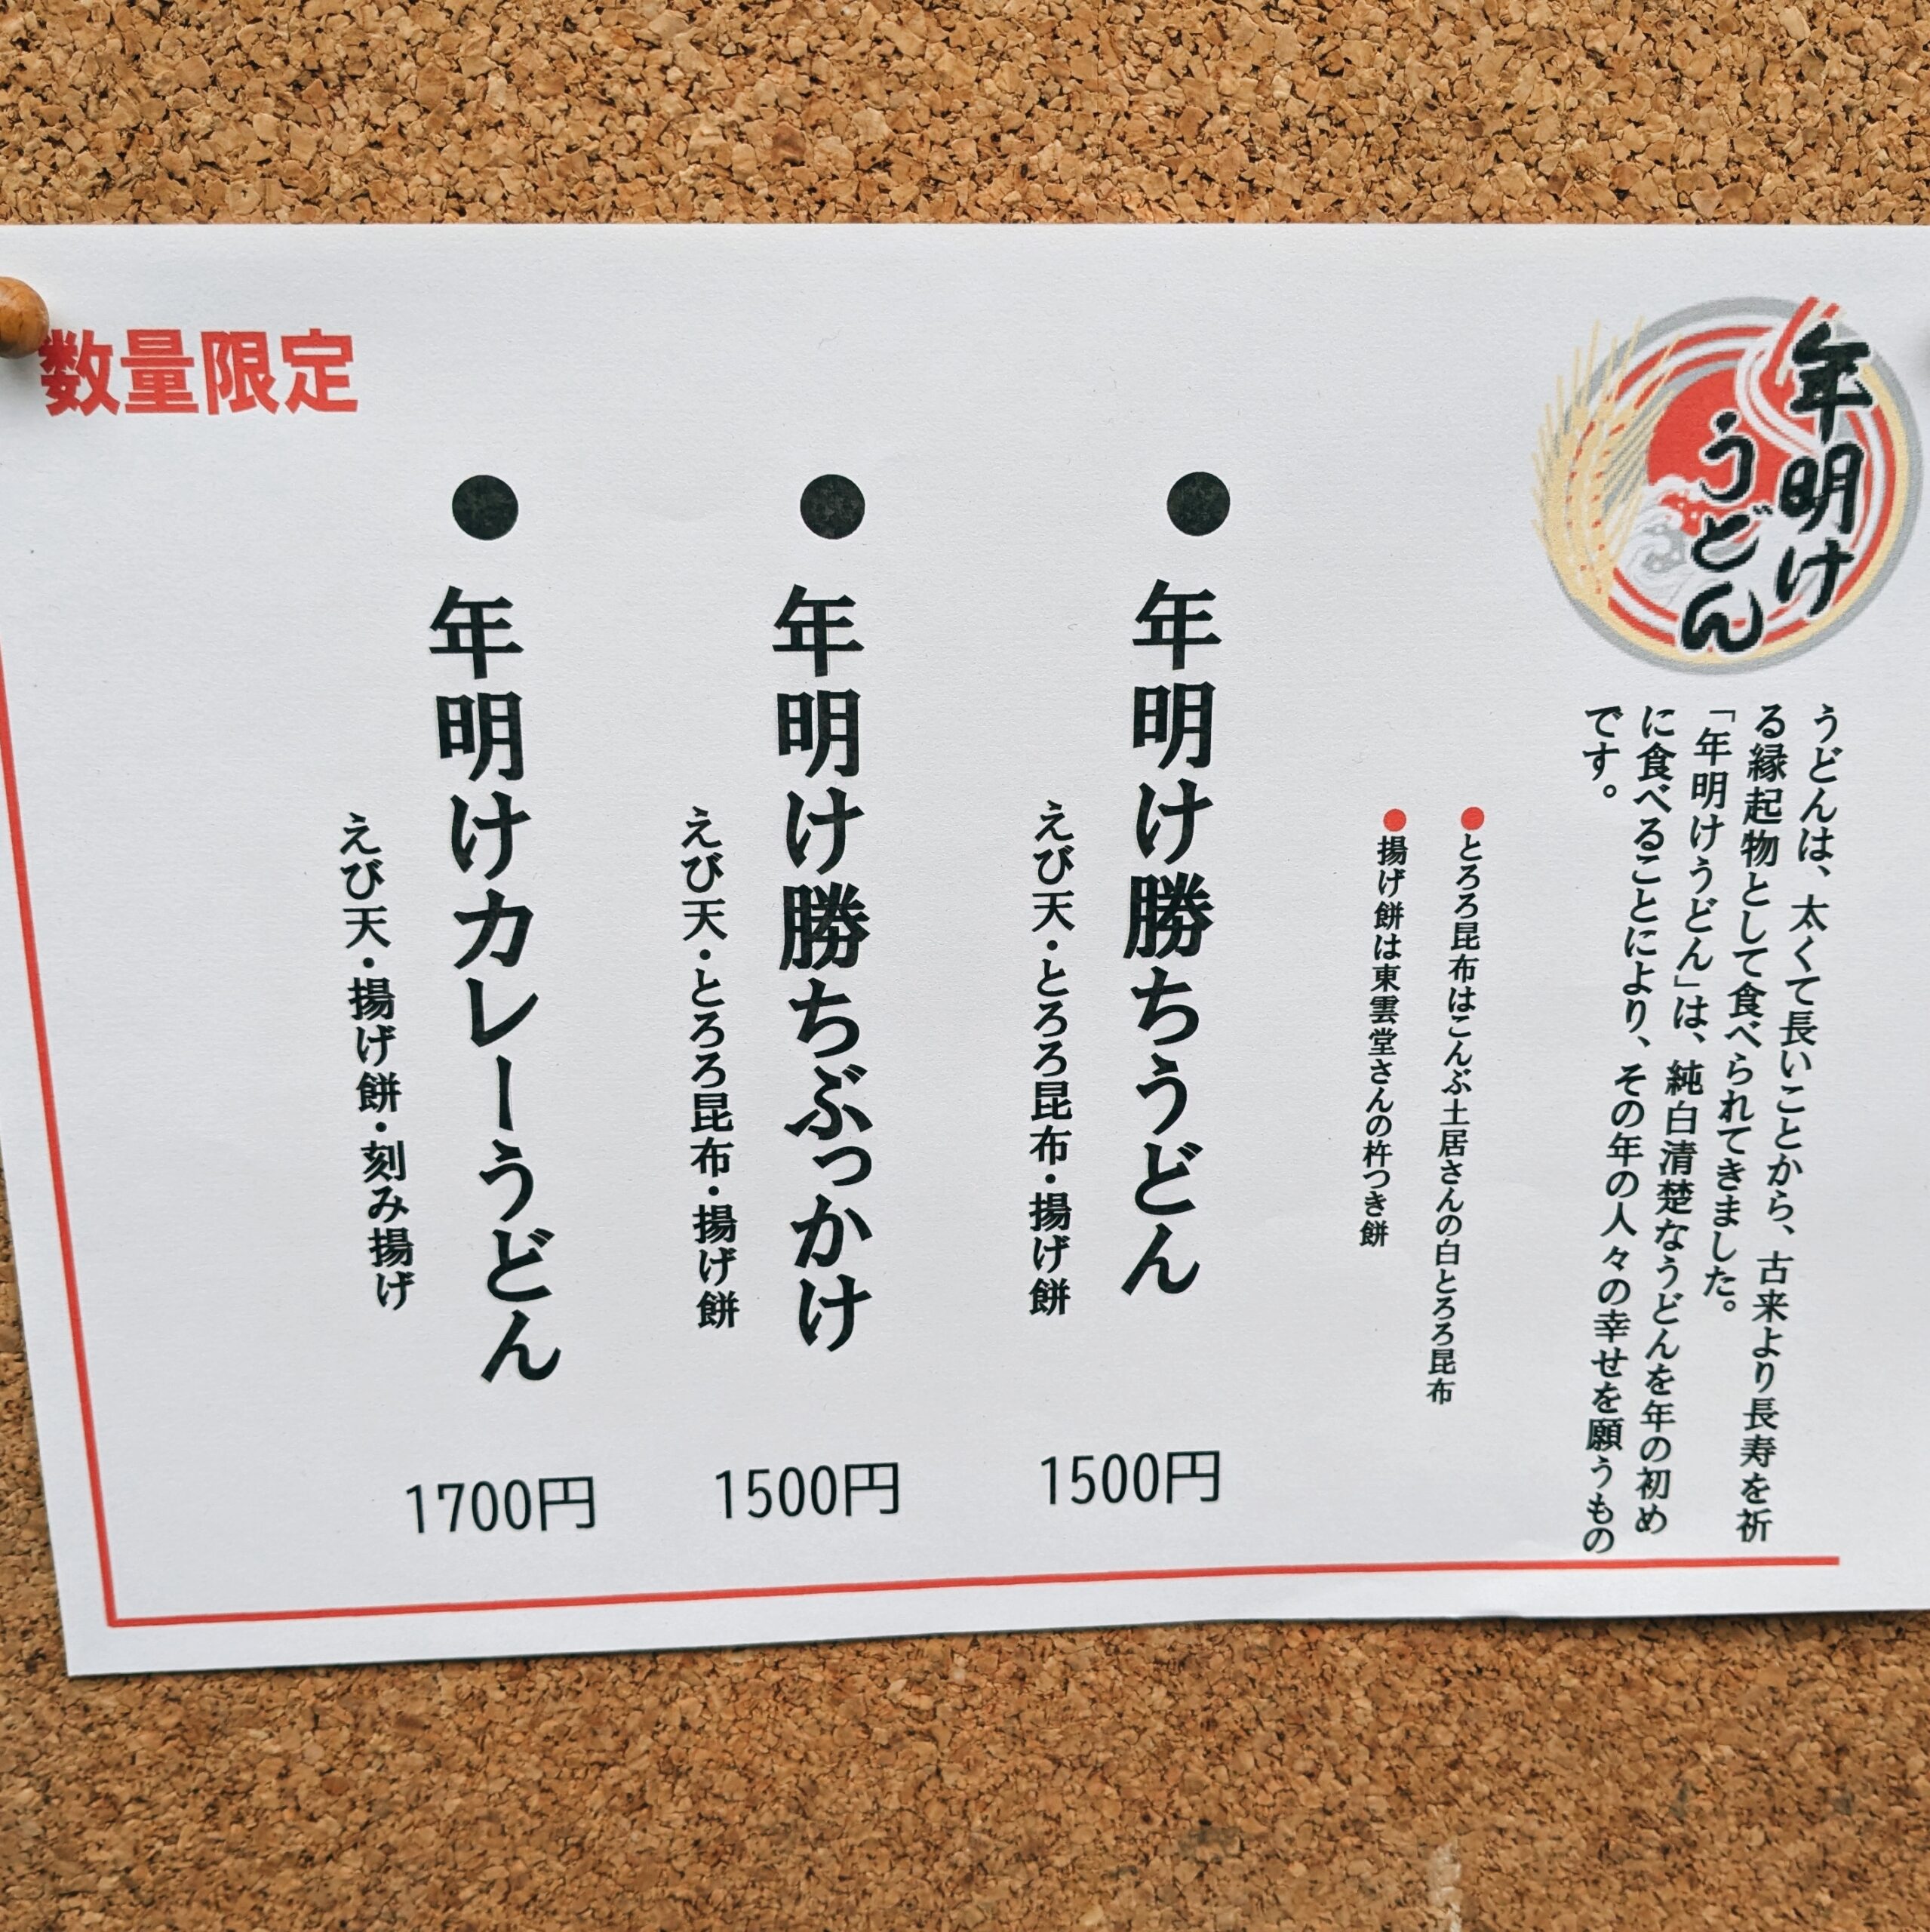 年明け
うどん
うどんは、太くて長いことから、古来より長寿を祈
る縁起物として食べられてきました。
「年明けうどん」は、純白清楚なうどんを年の初め
に食べることにより、その年の人々の幸せを願うもの
です。
●とろろ昆布はこんぶ土居さんの白とろろ昆布
●揚げ餅は東雲堂さんの杵つき餅
●年明け勝ちうどん
えび天・とろろ昆布・揚げ餅
1500円
●年明け勝ちぶっかけ
えび天・とろろ昆布・揚げ餅
1500円
●年明けカレーうどん
えび天・揚げ餅・刻み揚げ
1700円
数量限定